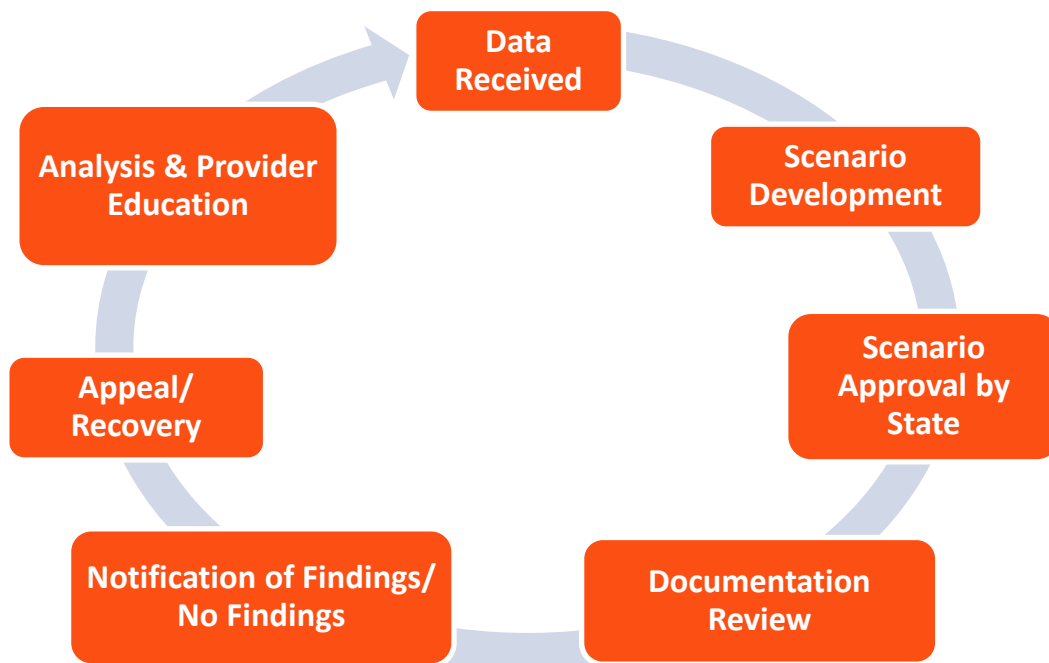 Data
Received
Scenario
Development
Scenario
Approval by
State
Documentation
Review
Notification of Findings/
No Findings
Appeal/
Recovery
Analysis & Provider
Education